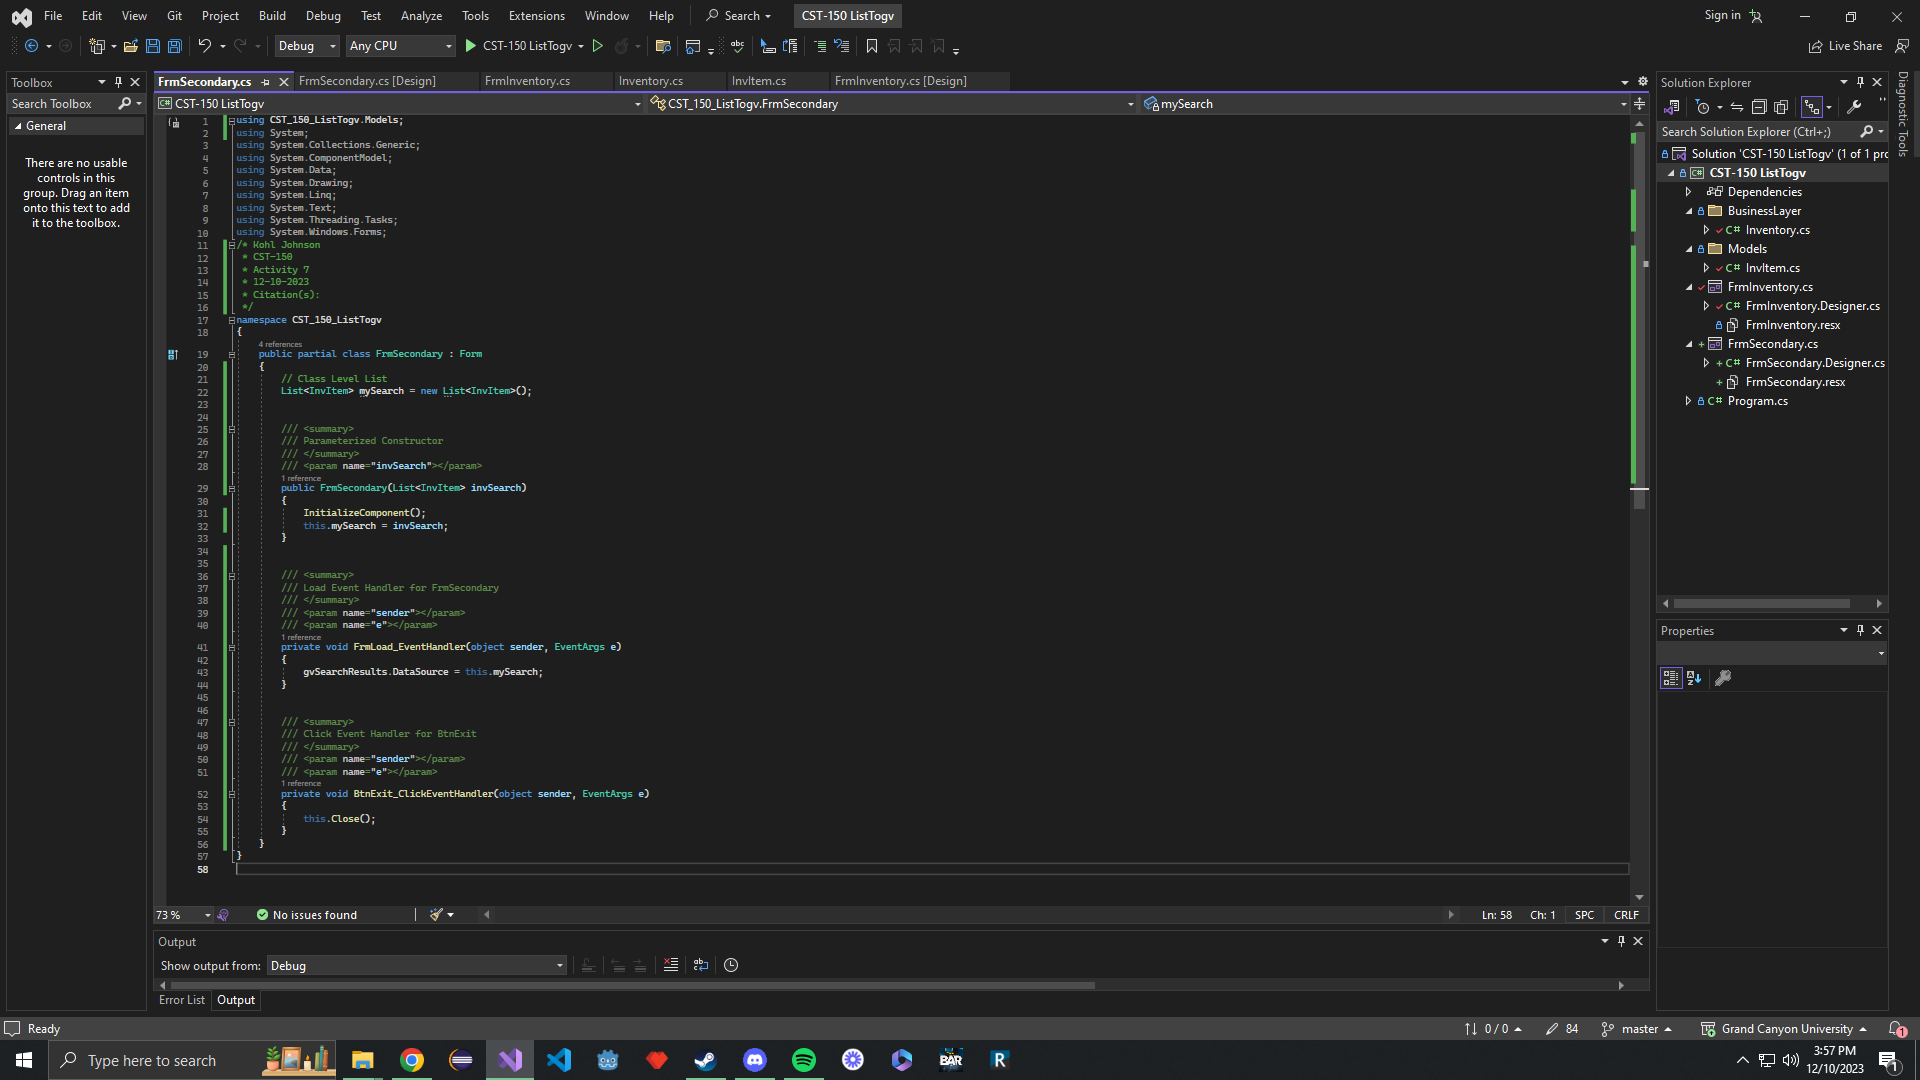 File Edit View Git Project Build Debug Test Analyze Tools Extensions Window Help Search CST-150 ListTogv Sign in
Debug Any CPU CST-150 ListTogv Live Share
Toolbox
Search Toolbox
General
There are no usable
controls in this
group. Drag an item
onto this text to add
it to the toolbox.
FrmSecondary.cs FrmSecondary.cs [Design] FrmInventory.cs Inventory.cs InvItem.cs FrmInventory.cs [Design]
CST-150 ListTogv CST_150_ListTogv.FrmSecondary mySearch
1 using CST_150_ListTogv.Models;
2 using System;
3 using System.Collections.Generic;
4 using System.ComponentModel;
5 using System.Data;
6 using System.Drawing;
7 using System.Linq;
8 using System.Text;
9 using System.Threading.Tasks;
10 using System.Windows.Forms;
11 /* Kohl Johnson
12 * CST-150
13 * Activity 7
14 * 12-10-2023
15 * Citation(s):
16 */
17 namespace CST_150_ListTogv
18 {
4 references
19 public partial class FrmSecondary : Form
20 {
21 // Class Level List
22 List<InvItem> mySearch = new List<InvItem>();
23
24
25 /// <summary>
26 /// Parameterized Constructor
27 /// </summary>
28 /// <param name="invSearch"></param>
1 reference
29 public FrmSecondary(List<InvItem> invSearch)
30 {
31 InitializeComponent();
32 this.mySearch = invSearch;
33 }
34
35
36 /// <summary>
37 /// Load Event Handler for FrmSecondary
38 /// </summary>
39 /// <param name="sender"></param>
40 /// <param name="e"></param>
1 reference
41 private void FrmLoad_EventHandler(object sender, EventArgs e)
42 {
43 gvSearchResults.DataSource = this.mySearch;
44 }
45
46
47 /// <summary>
48 /// Click Event Handler for BtnExit
49 /// </summary>
50 /// <param name="sender"></param>
51 /// <param name="e"></param>
1 reference
52 private void BtnExit_ClickEventHandler(object sender, EventArgs e)
53 {
54 this.Close();
55 }
56 }
57 }
58
73 % No issues found Ln: 58 Ch: 1 SPC CRLF
Output
Show output from: Debug
Error List Output
Solution Explorer
Search Solution Explorer (Ctrl+;)
Solution 'CST-150 ListTogv' (1 of 1 pro
CST-150 ListTogv
Dependencies
BusinessLayer
C# Inventory.cs
Models
C# InvItem.cs
FrmInventory.cs
C# FrmInventory.Designer.cs
FrmInventory.resx
FrmSecondary.cs
C# FrmSecondary.Designer.cs
FrmSecondary.resx
C# Program.cs
Properties
Diagnostic Tools
Ready 0 / 0 84 master Grand Canyon University 1
Type here to search BAR R 3:57 PM
12/10/2023 1